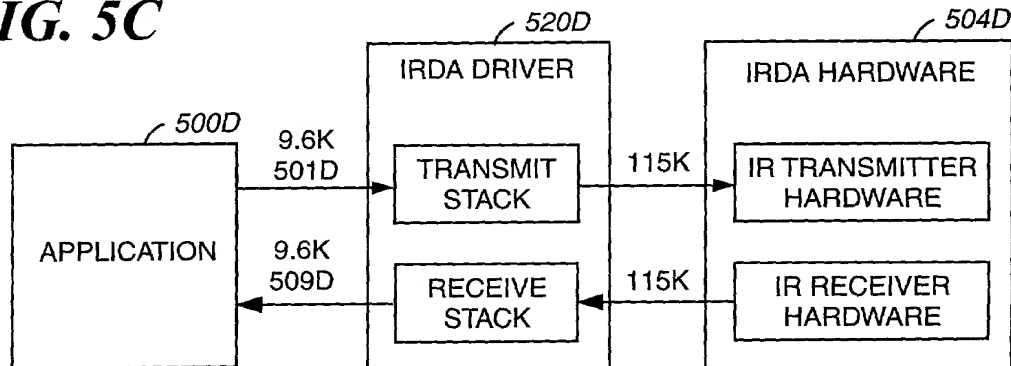 IG. 5C
520D
504D
IRDA DRIVER
IRDA HARDWARE
500D
9.6K
501D
TRANSMIT
STACK
115K
IR TRANSMITTER
HARDWARE
APPLICATION
9.6K
509D
RECEIVE
STACK
115K
IR RECEIVER
HARDWARE